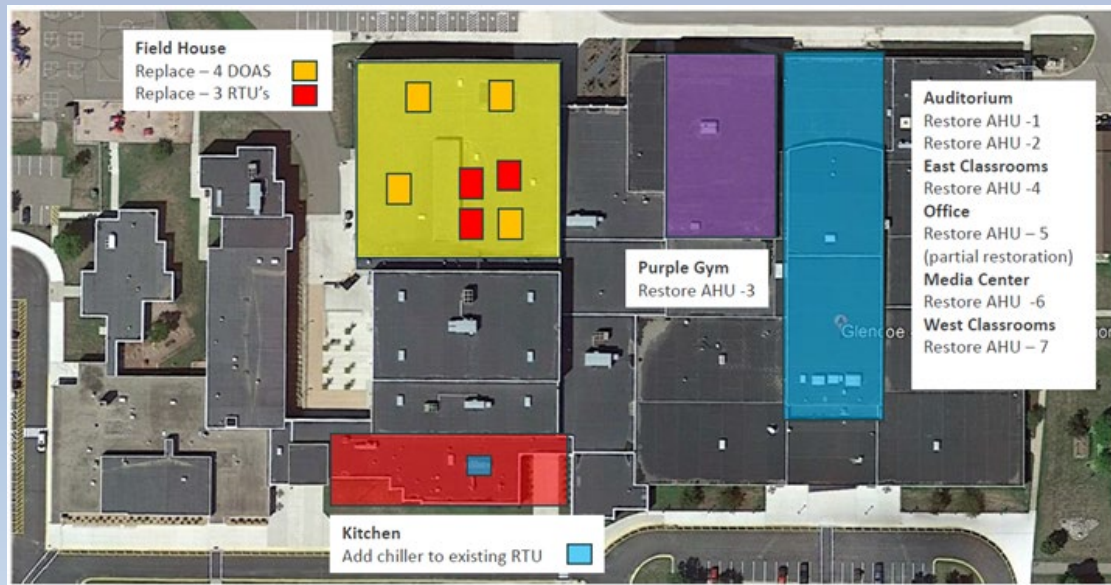 Field House
Replace – 4 DOAS
Replace – 3 RTU's
Auditorium
Restore AHU -1
Restore AHU -2
East Classrooms
Restore AHU -4
Office
Restore AHU – 5
(partial restoration)
Media Center
Restore AHU -6
West Classrooms
Restore AHU – 7
Purple Gym
Restore AHU -3
Glencoe
Kitchen
Add chiller to existing RTU